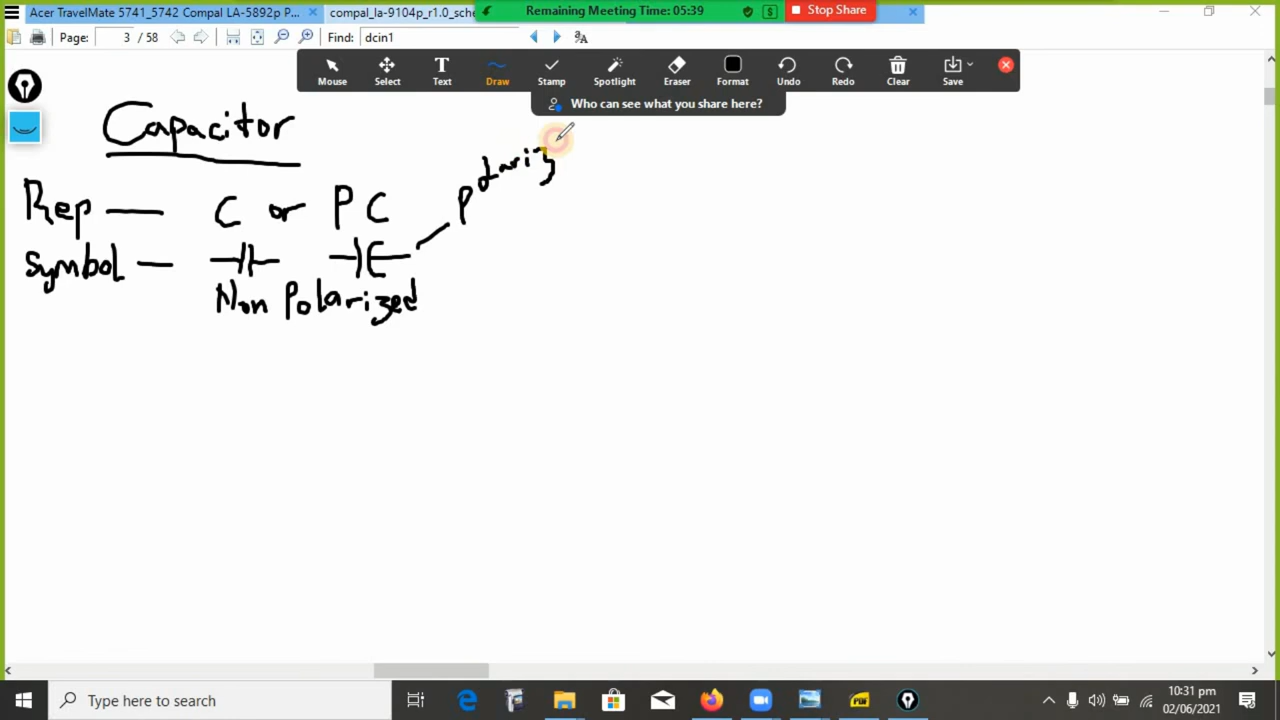 Acer TravelMate 5741_5742 Compal LA-5892p P...
compal_la-9104p_r1.0_sche
Remaining Meeting Time: 05:39
Stop Share
Page: 3 / 58
Find: dcin1
Mouse Select Text Draw Stamp Spotlight Eraser Format Undo Redo Clear Save
Who can see what you share here?
Capacitor
Rep — C or PC
Polariz
Symbol —
Non Polarized
Type here to search
10:31 pm
02/06/2021